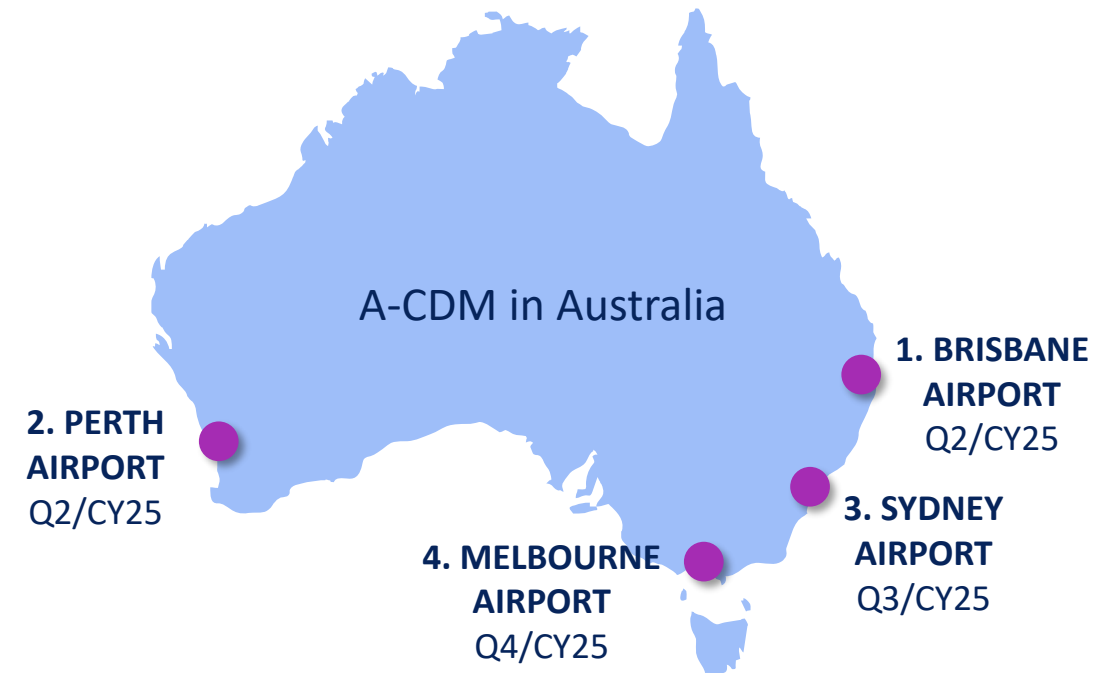 A-CDM in Australia
1. BRISBANE
AIRPORT
Q2/CY25
2. PERTH
AIRPORT
Q2/CY25
3. SYDNEY
AIRPORT
Q3/CY25
4. MELBOURNE
AIRPORT
Q4/CY25